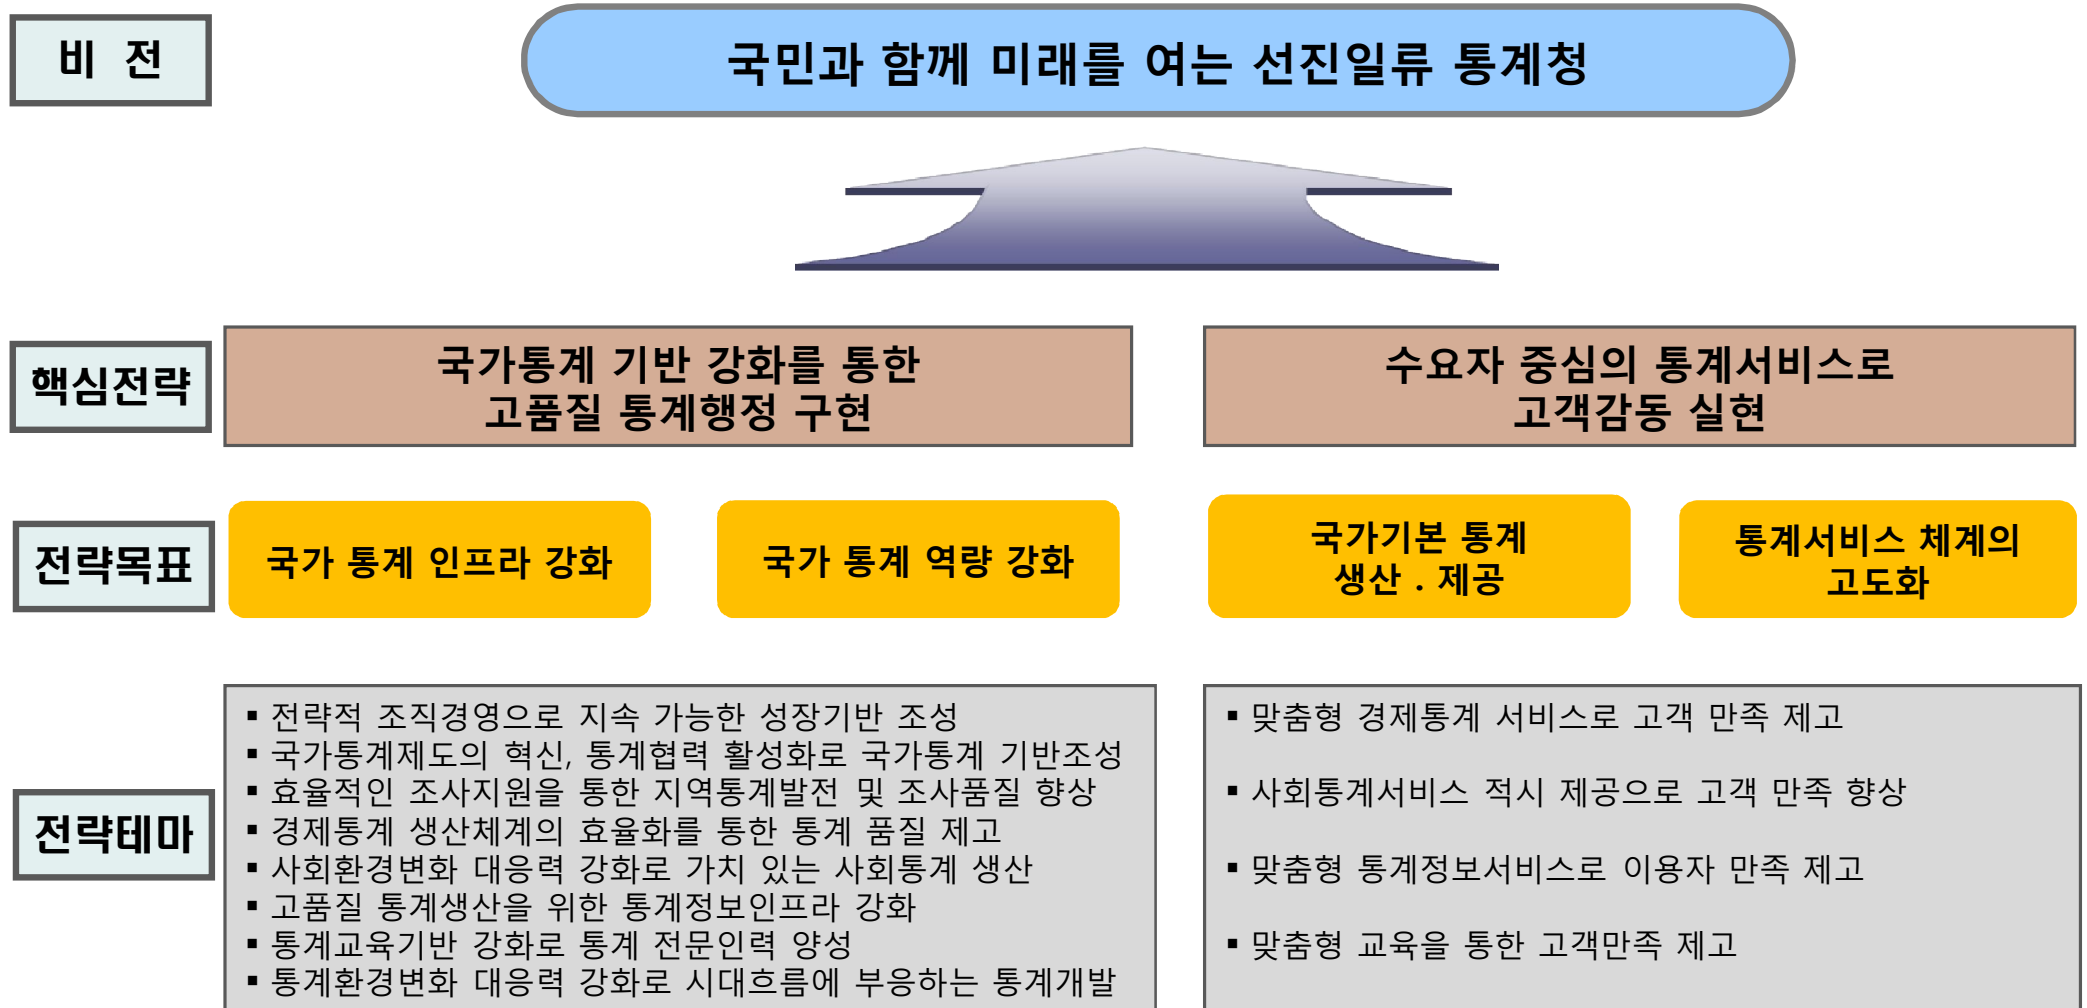 비 전
국민과 함께 미래를 여는 선진일류 통계청
핵심전략
국가통계 기반 강화를 통한
고품질 통계행정 구현
수요자 중심의 통계서비스로
고객감동 실현
전략목표
국가 통계 인프라 강화
국가 통계 역량 강화
국가기본 통계
생산 . 제공
통계서비스 체계의
고도화
전략테마
▪ 전략적 조직경영으로 지속 가능한 성장기반 조성
▪ 국가통계제도의 혁신, 통계협력 활성화로 국가통계 기반조성
▪ 효율적인 조사지원을 통한 지역통계발전 및 조사품질 향상
▪ 경제통계 생산체계의 효율화를 통한 통계 품질 제고
▪ 사회환경변화 대응력 강화로 가치 있는 사회통계 생산
▪ 고품질 통계생산을 위한 통계정보인프라 강화
▪ 통계교육기반 강화로 통계 전문인력 양성
▪ 통계환경변화 대응력 강화로 시대흐름에 부응하는 통계개발
▪ 맞춤형 경제통계 서비스로 고객 만족 제고
▪ 사회통계서비스 적시 제공으로 고객 만족 향상
▪ 맞춤형 통계정보서비스로 이용자 만족 제고
▪ 맞춤형 교육을 통한 고객만족 제고